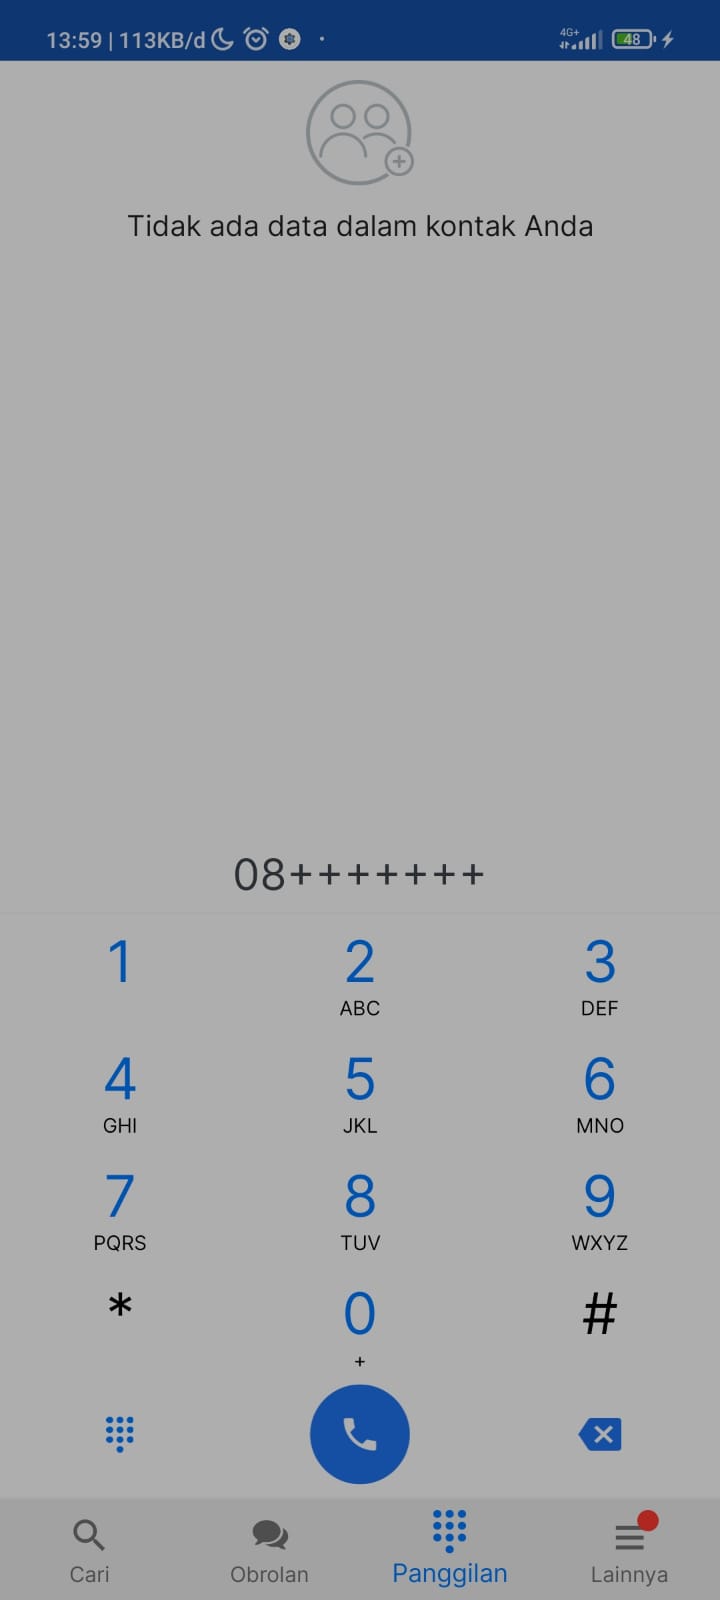 13:59 | 113KB/d 4G+ 48
Tidak ada data dalam kontak Anda
08+++++++
1 2 3
ABC DEF
4 5 6
GHI JKL MNO
7 8 9
PQRS TUV WXYZ
* 0 #
+
Cari Obrolan Panggilan Lainnya